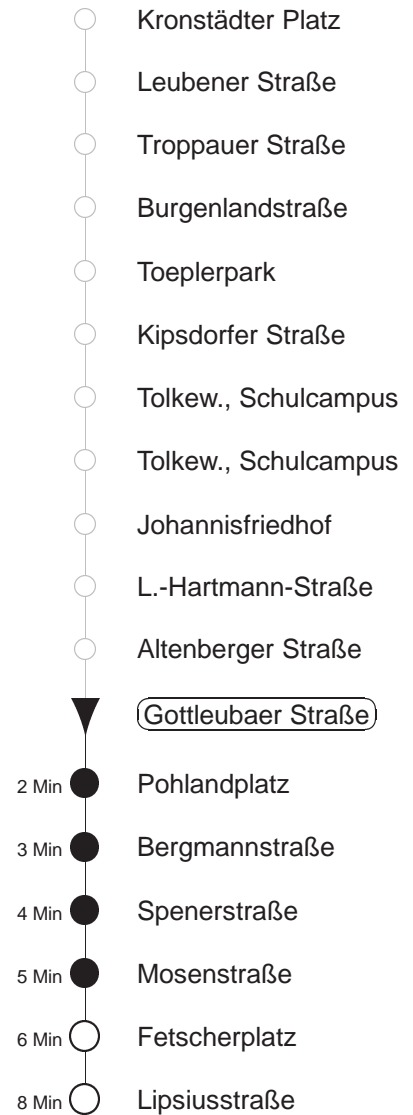 Kronstädter Platz
Leubener Straße
Troppauer Straße
Burgenlandstraße
Toeplerpark
Kipsdorfer Straße
Tolkew., Schulcampus
Tolkew., Schulcampus
Johannisfriedhof
L.-Hartmann-Straße
Altenberger Straße
Gottleubaer Straße
2 Min Pohlandplatz
3 Min Bergmannstraße
4 Min Spenerstraße
5 Min Mosenstraße
6 Min Fetscherplatz
8 Min Lipsiusstraße